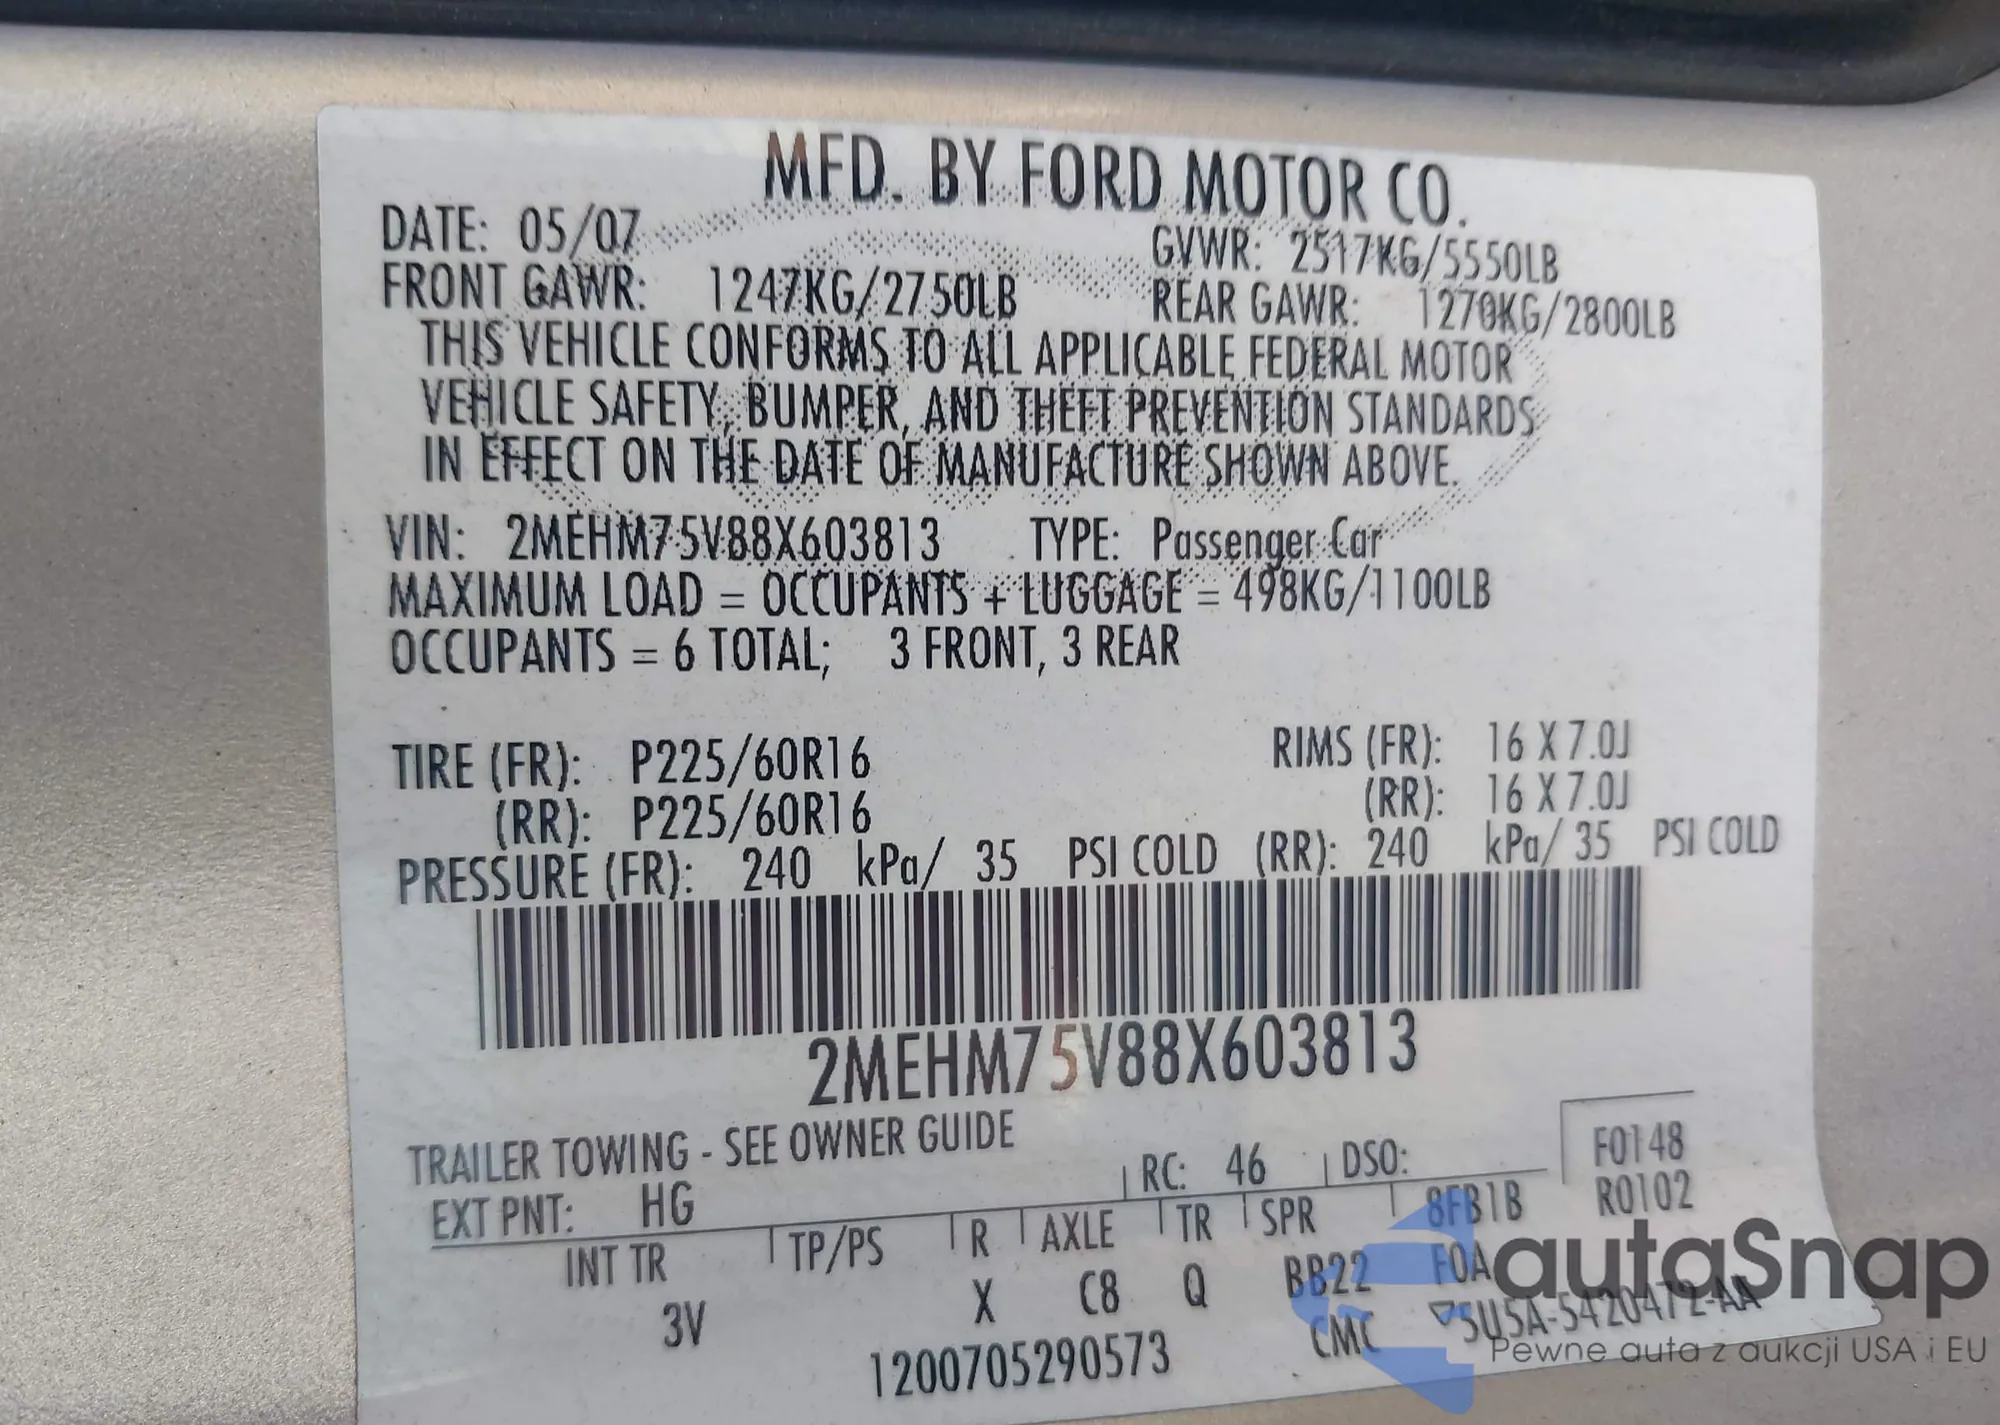 MFD. BY FORD MOTOR CO.
DATE: 05/07 GVWR: 2517KG/5550LB
FRONT GAWR: 1247KG/2750LB REAR GAWR: 1270KG/2800LB
THIS VEHICLE CONFORMS TO ALL APPLICABLE FEDERAL MOTOR
VEHICLE SAFETY, BUMPER, AND THEFT PREVENTION STANDARDS
IN EFFECT ON THE DATE OF MANUFACTURE SHOWN ABOVE.
VIN: 2MEHM75V88X603813 TYPE: Passenger Car
MAXIMUM LOAD = OCCUPANTS + LUGGAGE = 498KG/1100LB
OCCUPANTS = 6 TOTAL; 3 FRONT, 3 REAR
TIRE (FR): P225/60R16 RIMS (FR): 16 X 7.0J
(RR): P225/60R16 (RR): 16 X 7.0J
PRESSURE (FR): 240 kPa/ 35 PSI COLD (RR): 240 kPa/ 35 PSI COLD
2MEHM75V88X603813
TRAILER TOWING - SEE OWNER GUIDE
F0148
EXT PNT: HG RC: 46 DSO: R0102
INT TR TP/PS R AXLE TR SPR 8FB1B
3V X C8 Q BB22 F0A
1200705290573 CMC 5U5A-5420472-AA
autaSnap
Pewne auta z aukcji USA i EU